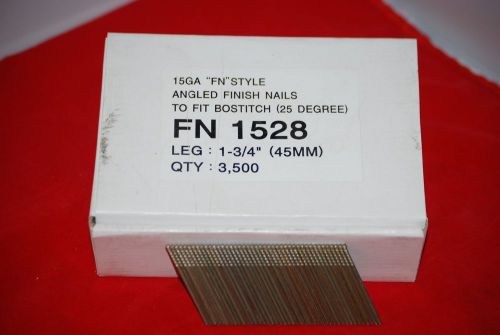 15GA "FN"STYLE
ANGLED FINISH NAILS
TO FIT BOSTITCH (25 DEGREE)
FN 1528
LEG : 1-3/4" (45MM)
QTY : 3,500